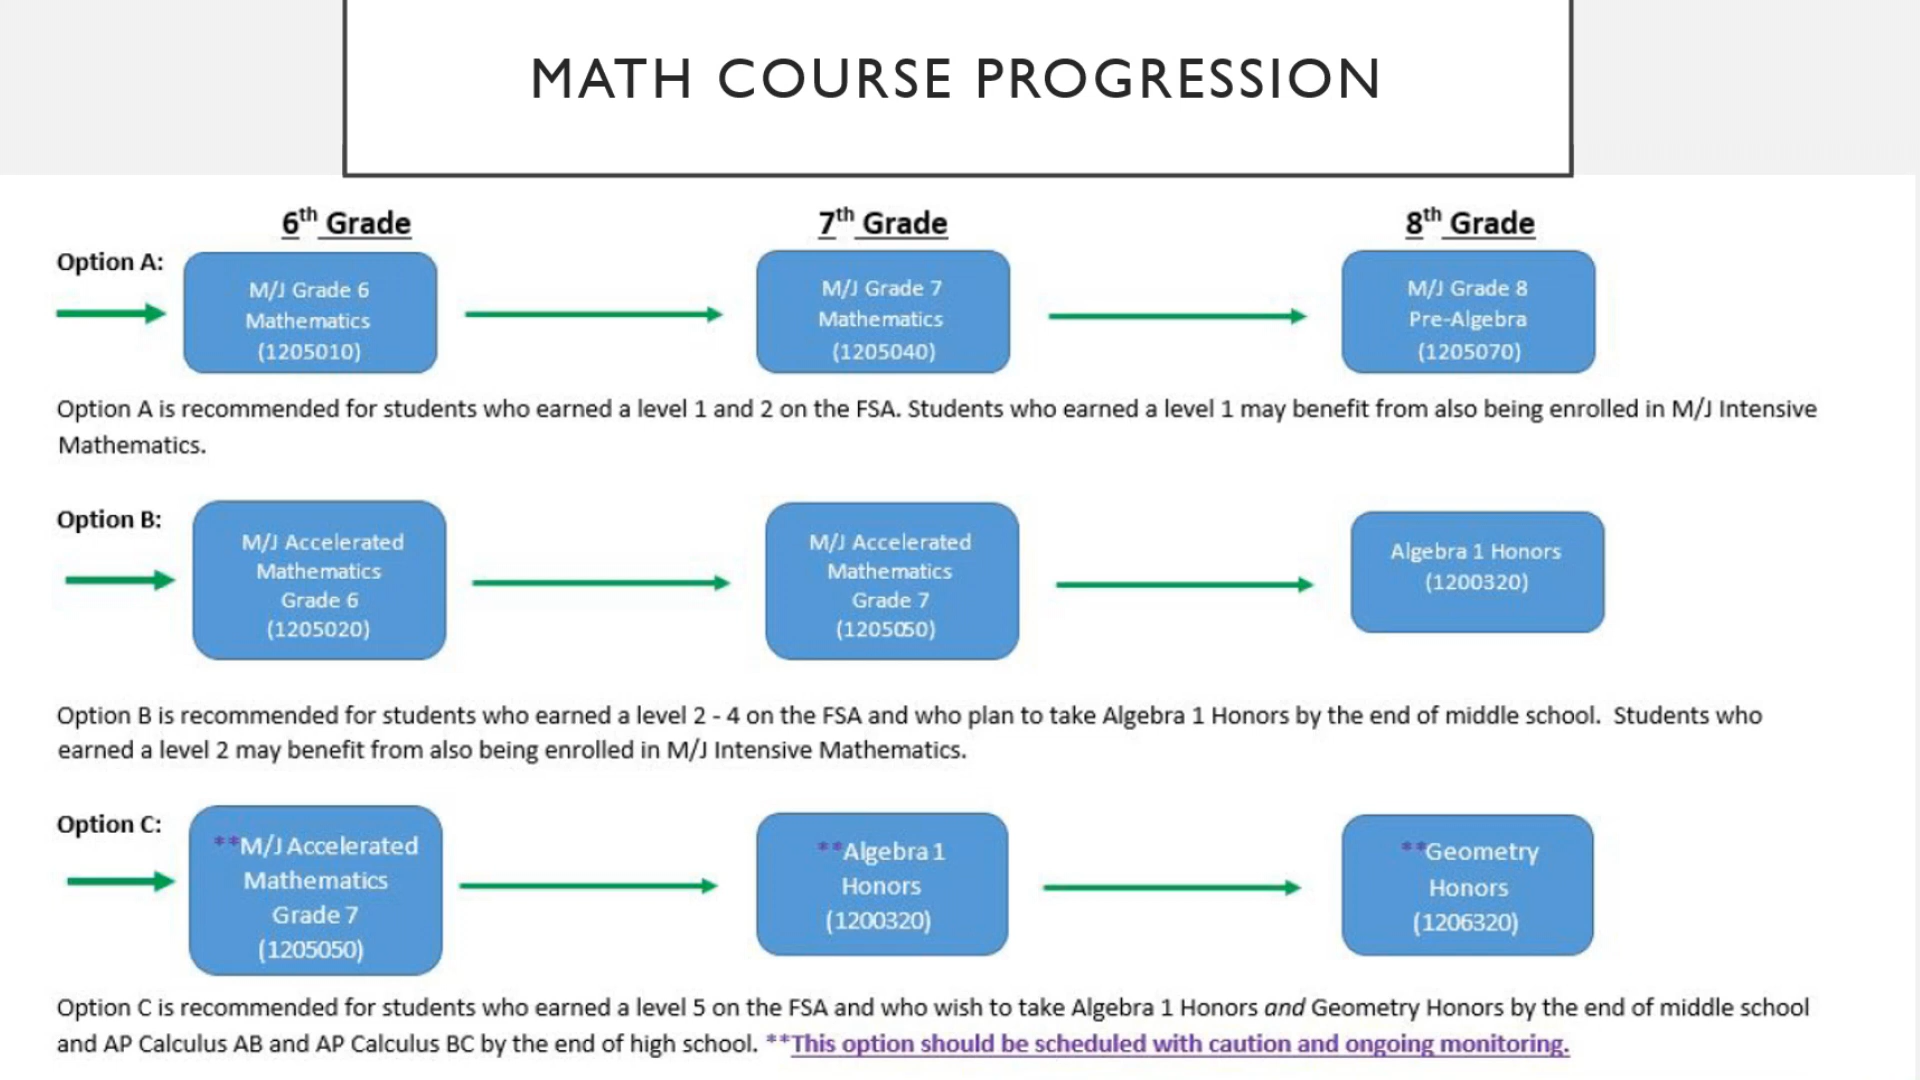 MATH COURSE PROGRESSION
6th Grade
7th Grade
8th Grade
Option A:
M/J Grade 6
Mathematics
(1205010)
M/J Grade 7
Mathematics
(1205040)
M/J Grade 8
Pre-Algebra
(1205070)
Option A is recommended for students who earned a level 1 and 2 on the FSA. Students who earned a level 1 may benefit from also being enrolled in M/J Intensive
Mathematics.
Option B:
M/J Accelerated
Mathematics
Grade 6
(1205020)
M/J Accelerated
Mathematics
Grade 7
(1205050)
Algebra 1 Honors
(1200320)
Option B is recommended for students who earned a level 2 - 4 on the FSA and who plan to take Algebra 1 Honors by the end of middle school. Students who
earned a level 2 may benefit from also being enrolled in M/J Intensive Mathematics.
Option C:
**M/J Accelerated
Mathematics
Grade 7
(1205050)
**Algebra 1
Honors
(1200320)
**Geometry
Honors
(1206320)
Option C is recommended for students who earned a level 5 on the FSA and who wish to take Algebra 1 Honors and Geometry Honors by the end of middle school
and AP Calculus AB and AP Calculus BC by the end of high school. **This option should be scheduled with caution and ongoing monitoring.